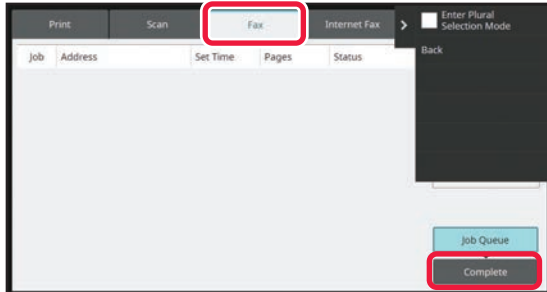 Print Scan Fax Internet Fax
Enter Plural
Selection Mode
Job Address Set Time Pages Status
Back
Job Queue
Complete